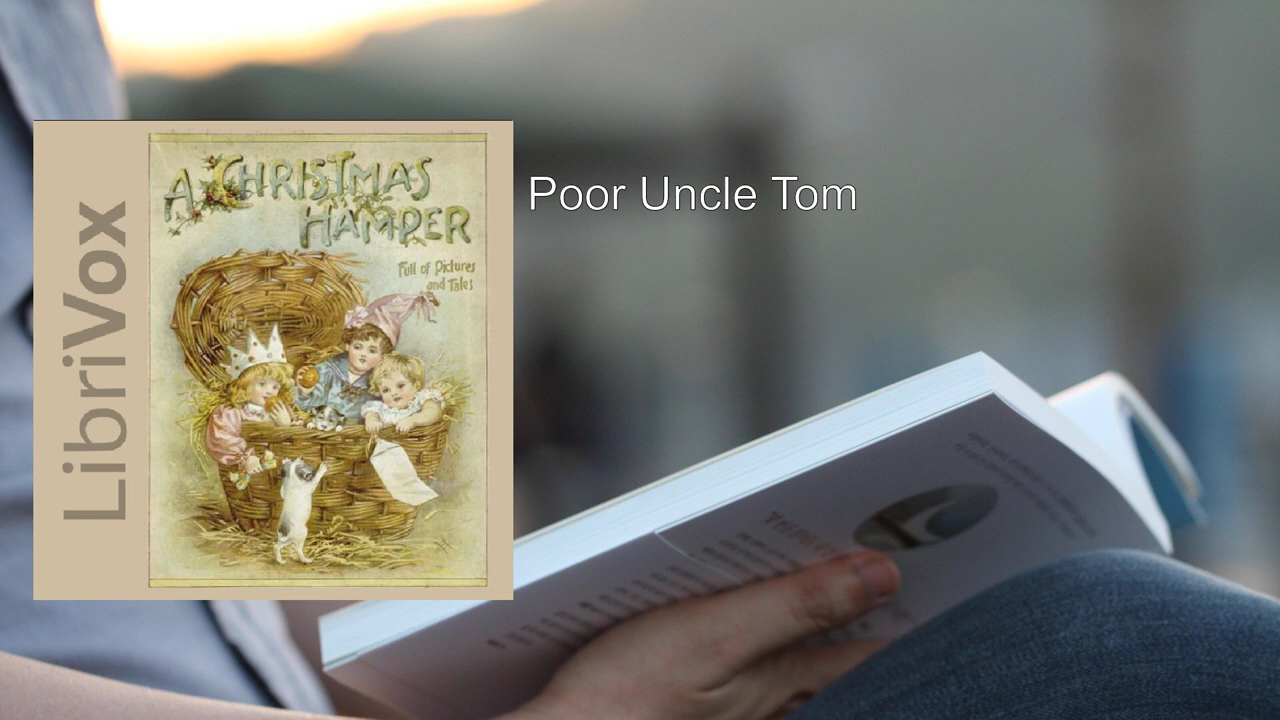 LibriVox
A CHRISTMAS
HAMPER
Full of Pictures
and Tales
Poor Uncle Tom